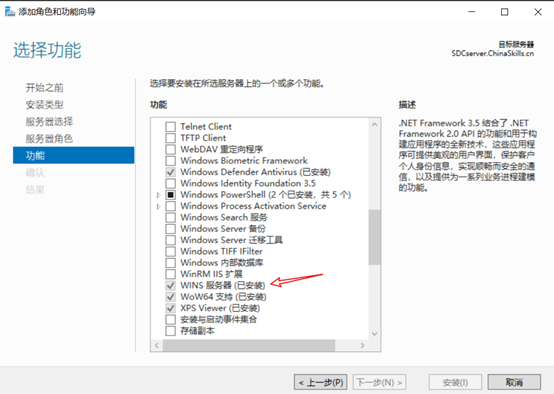 添加角色和功能向导
选择功能
目标服务器
SDCserver.ChinaSkills.cn
开始之前
安装类型
服务器选择
服务器角色
功能
确认
结果
选择要安装在所选服务器上的一个或多个功能。
功能
Telnet Client
TFTP Client
WebDAV 重定向程序
Windows Biometric Framework
Windows Defender Antivirus (已安装)
Windows Identity Foundation 3.5
Windows PowerShell (2 个已安装，共 5 个)
Windows Process Activation Service
Windows Search 服务
Windows Server 备份
Windows Server 迁移工具
Windows TIFF IFilter
Windows 内部数据库
WinRM IIS 扩展
WINS 服务器 (已安装)
WoW64 支持 (已安装)
XPS Viewer (已安装)
安装与启动事件集合
存储副本
描述
.NET Framework 3.5 结合了 .NET
Framework 2.0 API 的功能和用于构
建应用程序的全新技术，这些应用程
序可提供美观的用户界面，保护客户
个人身份信息，实现顺畅而安全的通
信，以及提供为一系列业务进程建模
的功能。
< 上一步(P)
下一步(N) >
安装(I)
取消